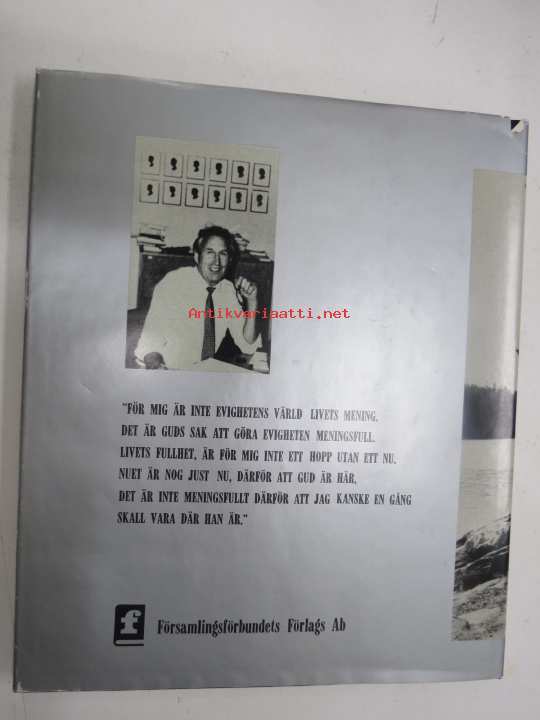 Antikvariaatti.net
"FÖR MIG ÄR INTE EVIGHETENS VÄRLD LIVETS MENING.
DET ÄR GUDS SAK ATT GÖRA EVIGHETEN MENINGSFULL.
LIVETS FULLHET, ÄR FÖR MIG INTE ETT HOPP UTAN ETT NU.
NUET ÄR NOG JUST NU, DÄRFÖR ATT GUD ÄR HÄR,
DET ÄR INTE MENINGSFULLT DÄRFÖR ATT JAG KANSKE EN GÅNG
SKALL VARA DÄR HAN ÄR."
f Församlingsförbundets Förlags Ab